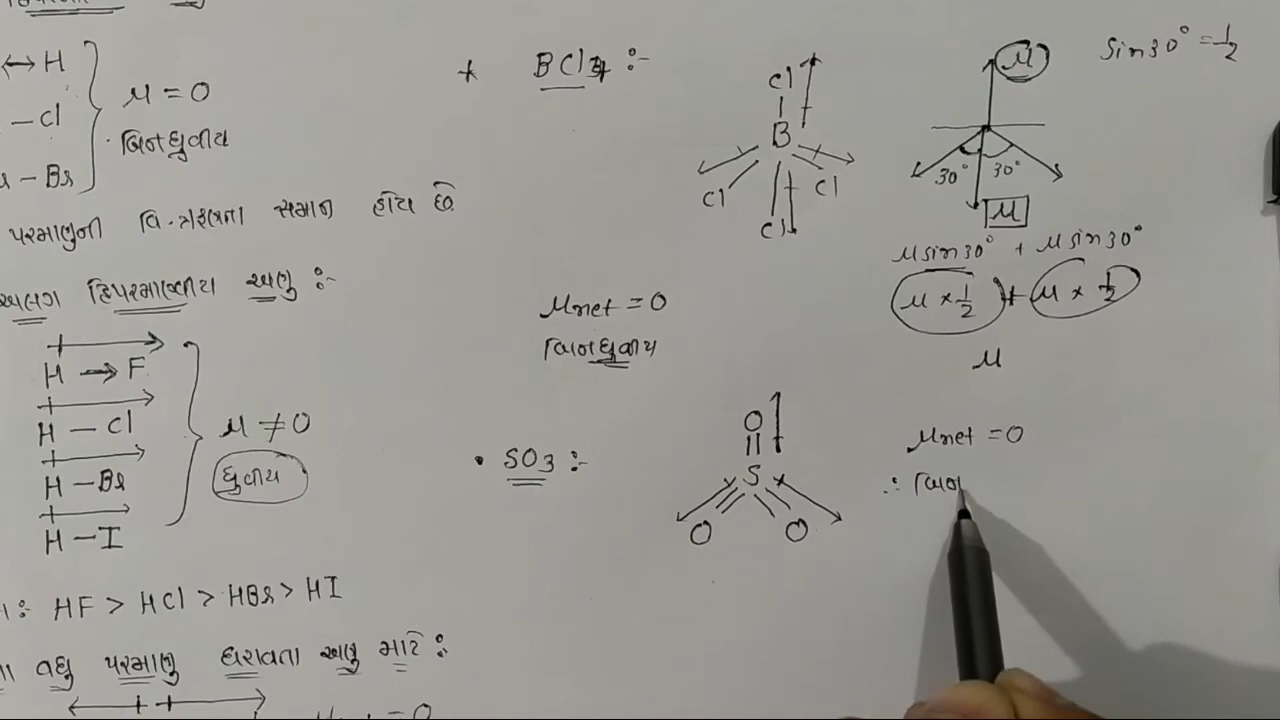 ↔ H
– Cl
– Br
μ = 0
બિનધ્રુવીય
પરમાણુની વિ.ઋણતા સમાન હોય છે
અલગ દ્વિપરમાણ્વીય અણુ :-
H → F
H – Cl
H – Br
H – I
μ ≠ 0
ધ્રુવીય
HF > HCl > HBr > HI
વધુ પરમાણુ ધરાવતા અણુ માટે :
+ BCl3 :-
Cl
B
Cl
Cl
Cl
μnet = 0
બિનધ્રુવીય
μ
Sin30° = 1/2
30° 30°
μ
μsin30° + μsin30°
μ × 1/2 + μ × 1/2
μ
• SO3 :-
O
S
O O
μnet = 0
∴ બિન